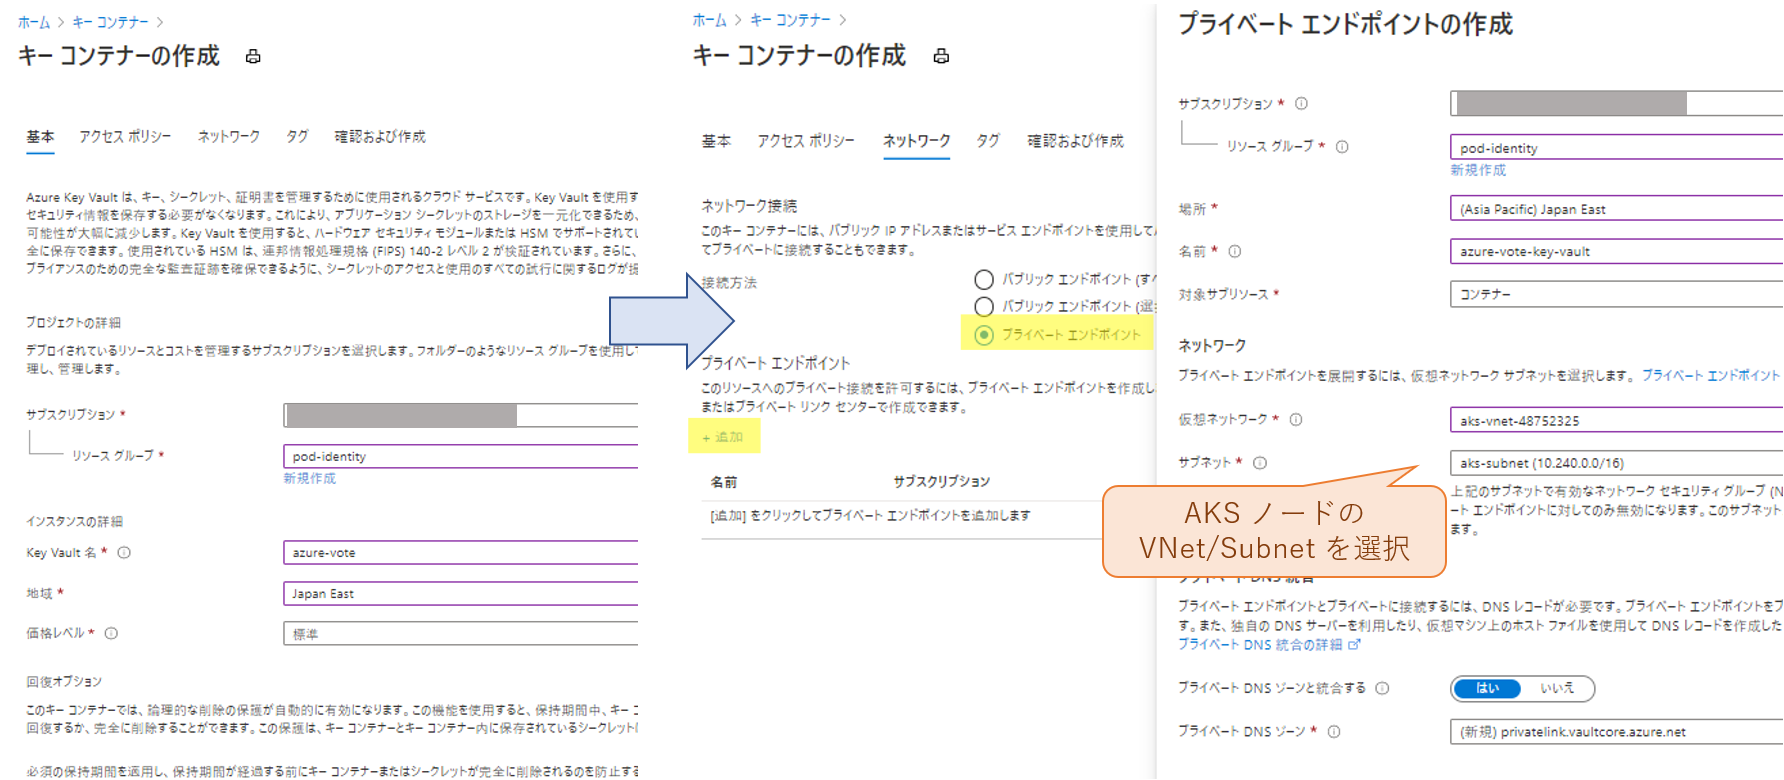 ホーム > キー コンテナー >
キー コンテナーの作成
基本 アクセス ポリシー ネットワーク タグ 確認および作成
Azure Key Vault は、キー、シークレット、証明書を管理するために使用されるクラウド サービスです。Key Vault を使用す
セキュリティ情報を保存する必要がなくなります。これにより、アプリケーション シークレットのストレージを一元化できるため、
可能性が大幅に減少します。Key Vault を使用すると、ハードウェア セキュリティ モジュールまたは HSM でサポートされてい
全に保存できます。使用されている HSM は、連邦情報処理規格 (FIPS) 140-2 レベル 2 が検証されています。さらに、
プライアンスのための完全な監査証跡を確保できるように、シークレットのアクセスと使用のすべての試行に関するログが提
プロジェクトの詳細
デプロイされているリソースとコストを管理するサブスクリプションを選択します。フォルダーのようなリソース グループを使用し
理し、管理します。
サブスクリプション *
リソース グループ *
pod-identity
新規作成
インスタンスの詳細
Key Vault 名 *
azure-vote
地域 *
Japan East
価格レベル *
標準
回復オプション
このキー コンテナーでは、論理的な削除の保護が自動的に有効になります。この機能を使用すると、保持期間中、キー コ
回復するか、完全に削除することができます。この保護は、キー コンテナーとキー コンテナー内に保存されているシークレット
必須の保持期間を適用し、保持期間が経過する前にキー コンテナーまたはシークレットが完全に削除されるのを防止する
ホーム > キー コンテナー >
キー コンテナーの作成
基本 アクセス ポリシー ネットワーク タグ 確認および作成
ネットワーク接続
このキー コンテナーには、パブリック IP アドレスまたはサービス エンドポイントを使用して
てプライベートに接続することもできます。
接続方法
パブリック エンドポイント (す
パブリック エンドポイント (選
プライベート エンドポイント
プライベート エンドポイント
このリソースへのプライベート接続を許可するには、プライベート エンドポイントを作成し
またはプライベート リンク センターで作成できます。
+ 追加
名前 サブスクリプション
[追加] をクリックしてプライベート エンドポイントを追加します
プライベート エンドポイントの作成
サブスクリプション *
リソース グループ *
pod-identity
新規作成
場所 *
(Asia Pacific) Japan East
名前 *
azure-vote-key-vault
対象サブリソース *
コンテナー
ネットワーク
プライベート エンドポイントを展開するには、仮想ネットワーク サブネットを選択します。 プライベート エンドポイント
仮想ネットワーク *
aks-vnet-48752325
サブネット *
aks-subnet (10.240.0.0/16)
上記のサブネットで有効なネットワーク セキュリティ グループ (N
ート エンドポイントに対してのみ無効になります。このサブネット
ます。
AKS ノードの
VNet/Subnet を選択
プライベート DNS 統合
プライベート エンドポイントとプライベートに接続するには、DNS レコードが必要です。プライベート エンドポイントをプ
す。また、独自の DNS サーバーを利用したり、仮想マシン上のホスト ファイルを使用して DNS レコードを作成した
プライベート DNS 統合の詳細
プライベート DNS ゾーンと統合する
はい いいえ
プライベート DNS ゾーン *
(新規) privatelink.vaultcore.azure.net